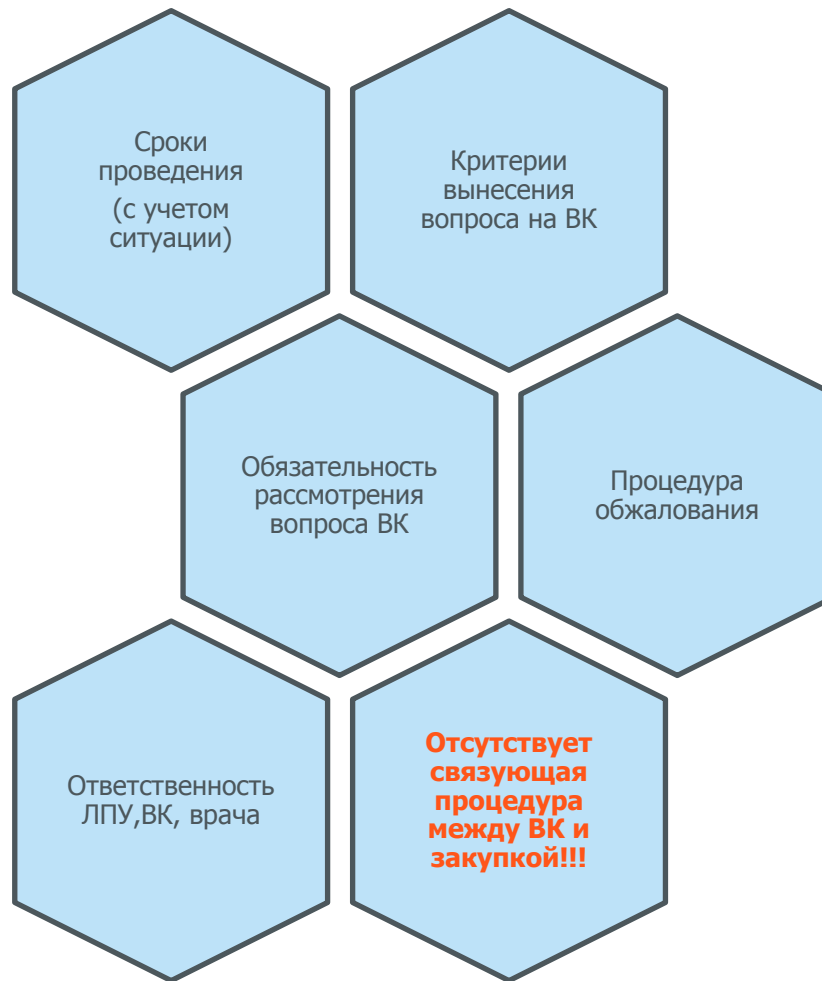 Сроки
проведения
(с учетом
ситуации)
Критерии
вынесения
вопроса на ВК
Обязательность
рассмотрения
вопроса ВК
Процедура
обжалования
Ответственность
ЛПУ,ВК, врача
Отсутствует
связующая
процедура
между ВК и
закупкой!!!